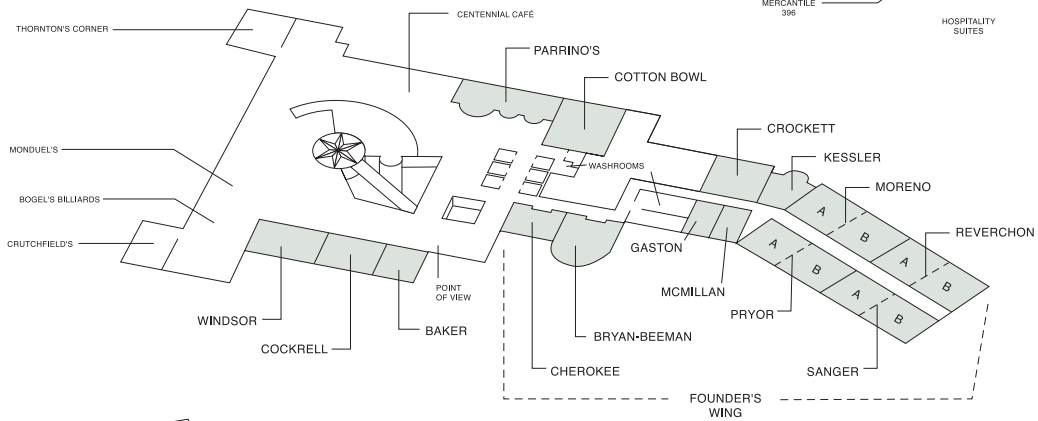 MERCANTILE
396
HOSPITALITY
SUITES
THORNTON'S CORNER
CENTENNIAL CAFÉ
PARRINO'S
COTTON BOWL
CROCKETT
KESSLER
MONDUEL'S
WASHROOMS
MORENO
BOGEL'S BILLIARDS
A
B
REVERCHON
CRUTCHFIELD'S
GASTON
A
B
A
B
A
B
POINT
OF VIEW
MCMILLAN
WINDSOR
BAKER
PRYOR
COCKRELL
BRYAN-BEEMAN
CHEROKEE
SANGER
FOUNDER'S
WING